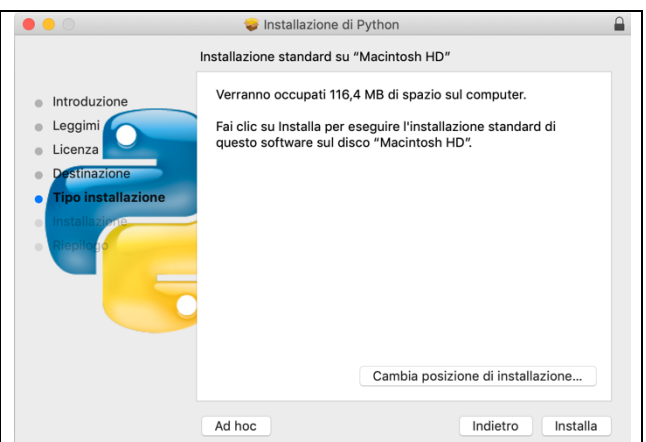 Installazione di Python
Installazione standard su “Macintosh HD”
Introduzione
Leggimi
Licenza
Destinazione
Tipo installazione
Installazione
Riepilogo
Verranno occupati 116,4 MB di spazio sul computer.
Fai clic su Installa per eseguire l'installazione standard di
questo software sul disco “Macintosh HD”.
Cambia posizione di installazione...
Ad hoc
Indietro
Installa